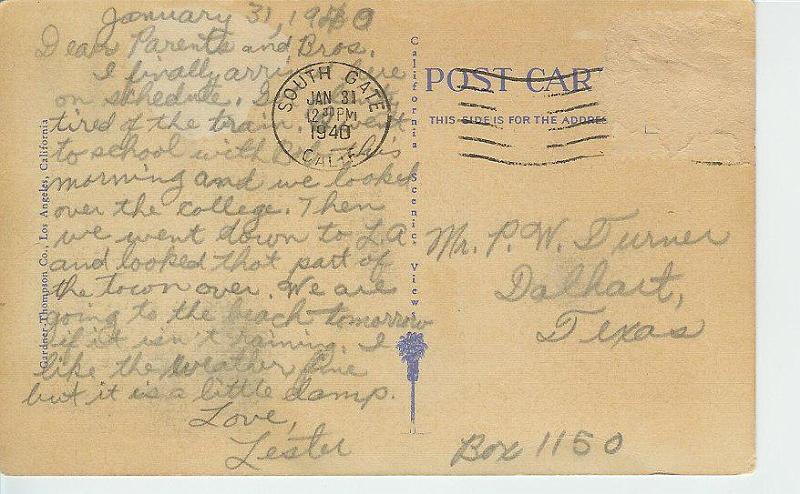 January 31, 1940
Dear Parents and Bros.
I finally arrived here
on schedule. I
tired of the train. I went
to school with this
morning and we looked
over the college. Then
we went down to L.A.
and looked that part of
the town over. We are
going to the beach tomorrow
if it isn't raining. I
like the weather fine
but it is a little damp.
Love,
Lester
Gardner-Thompson Co., Los Angeles, California
California Scenic Views
SOUTH GATE
JAN 31
PM
1940
CALIF.
POST CAR
THIS SIDE IS FOR THE ADDRE
Mr. P. W. Turner
Dalhart,
Texas
Box 1150